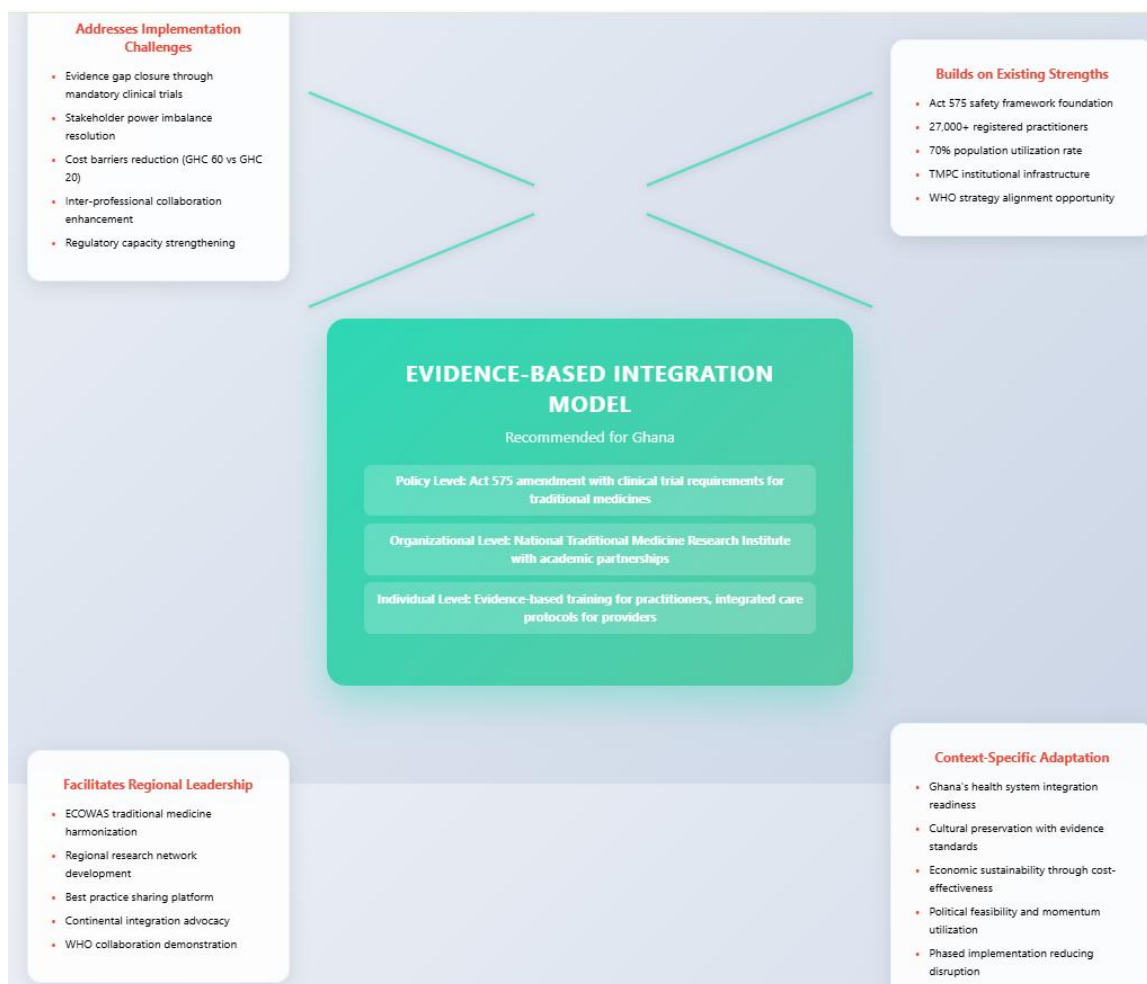 Addresses Implementation
Challenges
• Evidence gap closure through
mandatory clinical trials
• Stakeholder power imbalance
resolution
• Cost barriers reduction (GHC 60 vs GHC
20)
• Inter-professional collaboration
enhancement
• Regulatory capacity strengthening
Builds on Existing Strengths
• Act 575 safety framework foundation
• 27,000+ registered practitioners
• 70% population utilization rate
• TMPC institutional infrastructure
• WHO strategy alignment opportunity
EVIDENCE-BASED INTEGRATION
MODEL
Recommended for Ghana
Policy Level: Act 575 amendment with clinical trial requirements for
traditional medicines
Organizational Level: National Traditional Medicine Research Institute
with academic partnerships
Individual Level: Evidence-based training for practitioners, integrated care
protocols for providers
Facilitates Regional Leadership
• ECOWAS traditional medicine
harmonization
• Regional research network
development
• Best practice sharing platform
• Continental integration advocacy
• WHO collaboration demonstration
Context-Specific Adaptation
• Ghana's health system integration
readiness
• Cultural preservation with evidence
standards
• Economic sustainability through cost-
effectiveness
• Political feasibility and momentum
utilization
• Phased implementation reducing
disruption